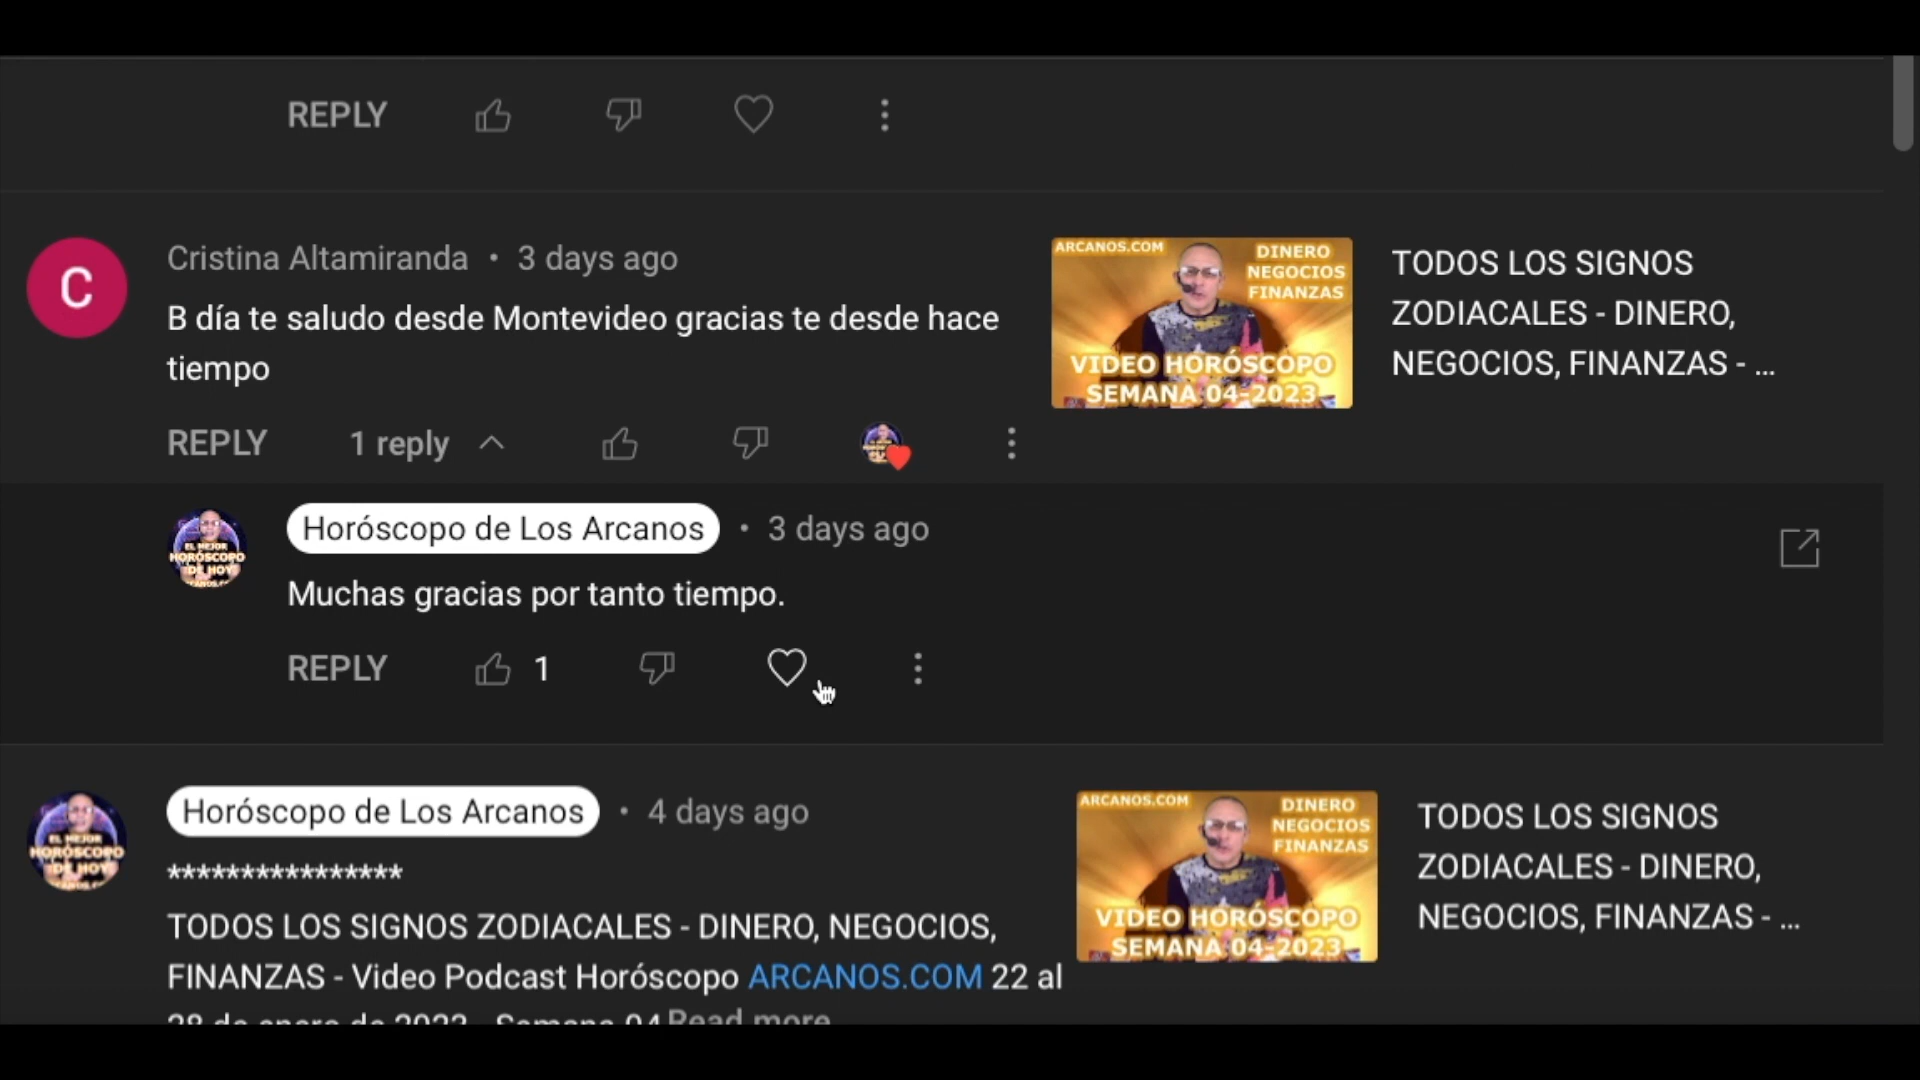 REPLY
C
Cristina Altamiranda • 3 days ago
B día te saludo desde Montevideo gracias te desde hace
tiempo
REPLY 1 reply
ARCANOS.COM
DINERO
NEGOCIOS
FINANZAS
VIDEO HORÓSCOPO
SEMANA 04-2023
TODOS LOS SIGNOS
ZODIACALES - DINERO,
NEGOCIOS, FINANZAS - ...
EL MEJOR
HORÓSCOPO
DE HOY
Horóscopo de Los Arcanos • 3 days ago
Muchas gracias por tanto tiempo.
REPLY 1
EL MEJOR
HORÓSCOPO
DE HOY
Horóscopo de Los Arcanos • 4 days ago
****************
TODOS LOS SIGNOS ZODIACALES - DINERO, NEGOCIOS,
FINANZAS - Video Podcast Horóscopo ARCANOS.COM 22 al
28 de enero de 2023 - Semana 04 Read more
ARCANOS.COM
DINERO
NEGOCIOS
FINANZAS
VIDEO HORÓSCOPO
SEMANA 04-2023
TODOS LOS SIGNOS
ZODIACALES - DINERO,
NEGOCIOS, FINANZAS - ...